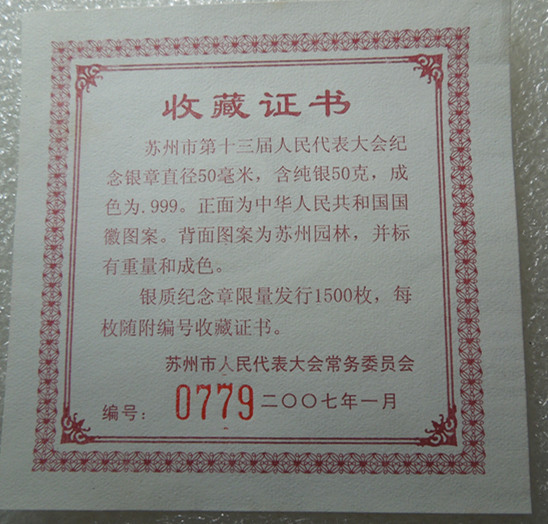 收藏证书
苏州市第十三届人民代表大会纪
念银章直径50毫米，含纯银50克，成
色为.999。正面为中华人民共和国国
徽图案。背面图案为苏州园林，并标
有重量和成色。
银质纪念章限量发行1500枚，每
枚随附编号收藏证书。
苏州市人民代表大会常务委员会
编号：0779 二〇〇七年一月